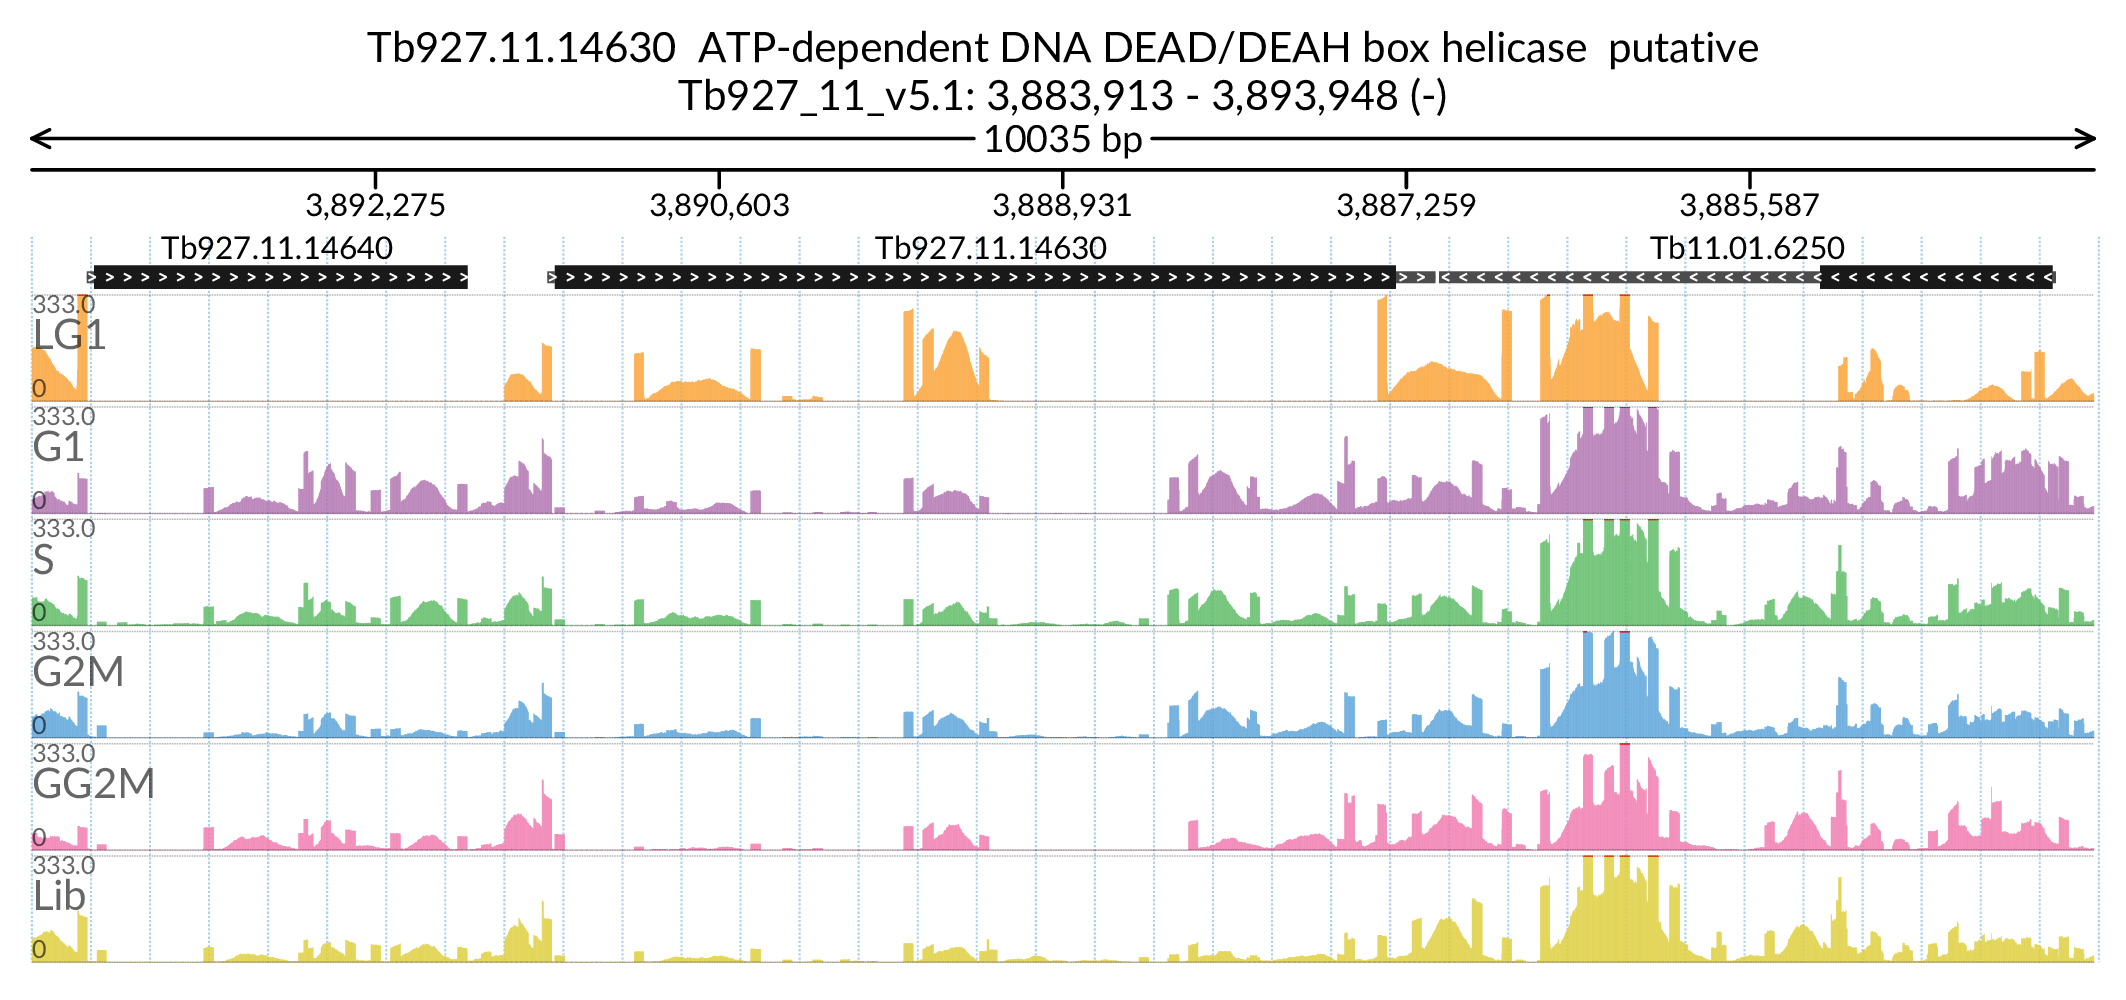 Tb927.11.14630  ATP-dependent DNA DEAD/DEAH box helicase  putative
Tb927_11_v5.1: 3,883,913 - 3,893,948 (-)
10035 bp
3,892,275 3,890,603 3,888,931 3,887,259 3,885,587
Tb927.11.14640 Tb927.11.14630 Tb11.01.6250
333.0
LG1
0
333.0
G1
0
333.0
S
0
333.0
G2M
0
333.0
GG2M
0
333.0
Lib
0